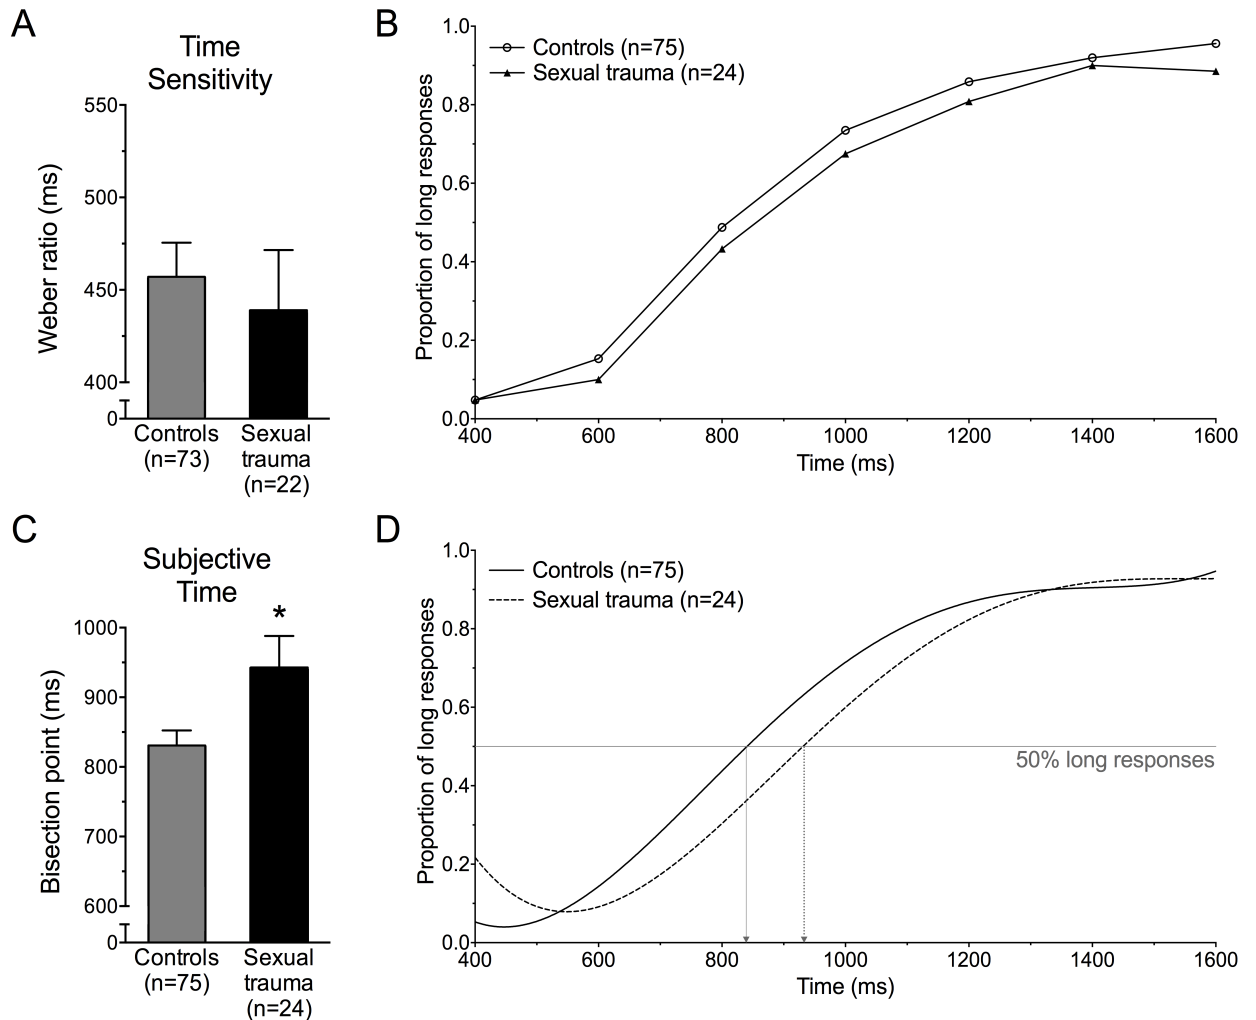 A
Time
Sensitivity
Weber ratio (ms)
550
500
450
400
0
Controls
(n=73)
Sexual
trauma
(n=22)
B
Controls (n=75)
Sexual trauma (n=24)
Proportion of long responses
1.0
0.8
0.6
0.4
0.2
0.0
400 600 800 1000 1200 1400 1600
Time (ms)
C
Subjective
Time
*
Bisection point (ms)
1000
900
800
700
600
0
Controls
(n=75)
Sexual
trauma
(n=24)
D
Controls (n=75)
Sexual trauma (n=24)
Proportion of long responses
1.0
0.8
0.6
0.4
0.2
0.0
50% long responses
400 600 800 1000 1200 1400 1600
Time (ms)